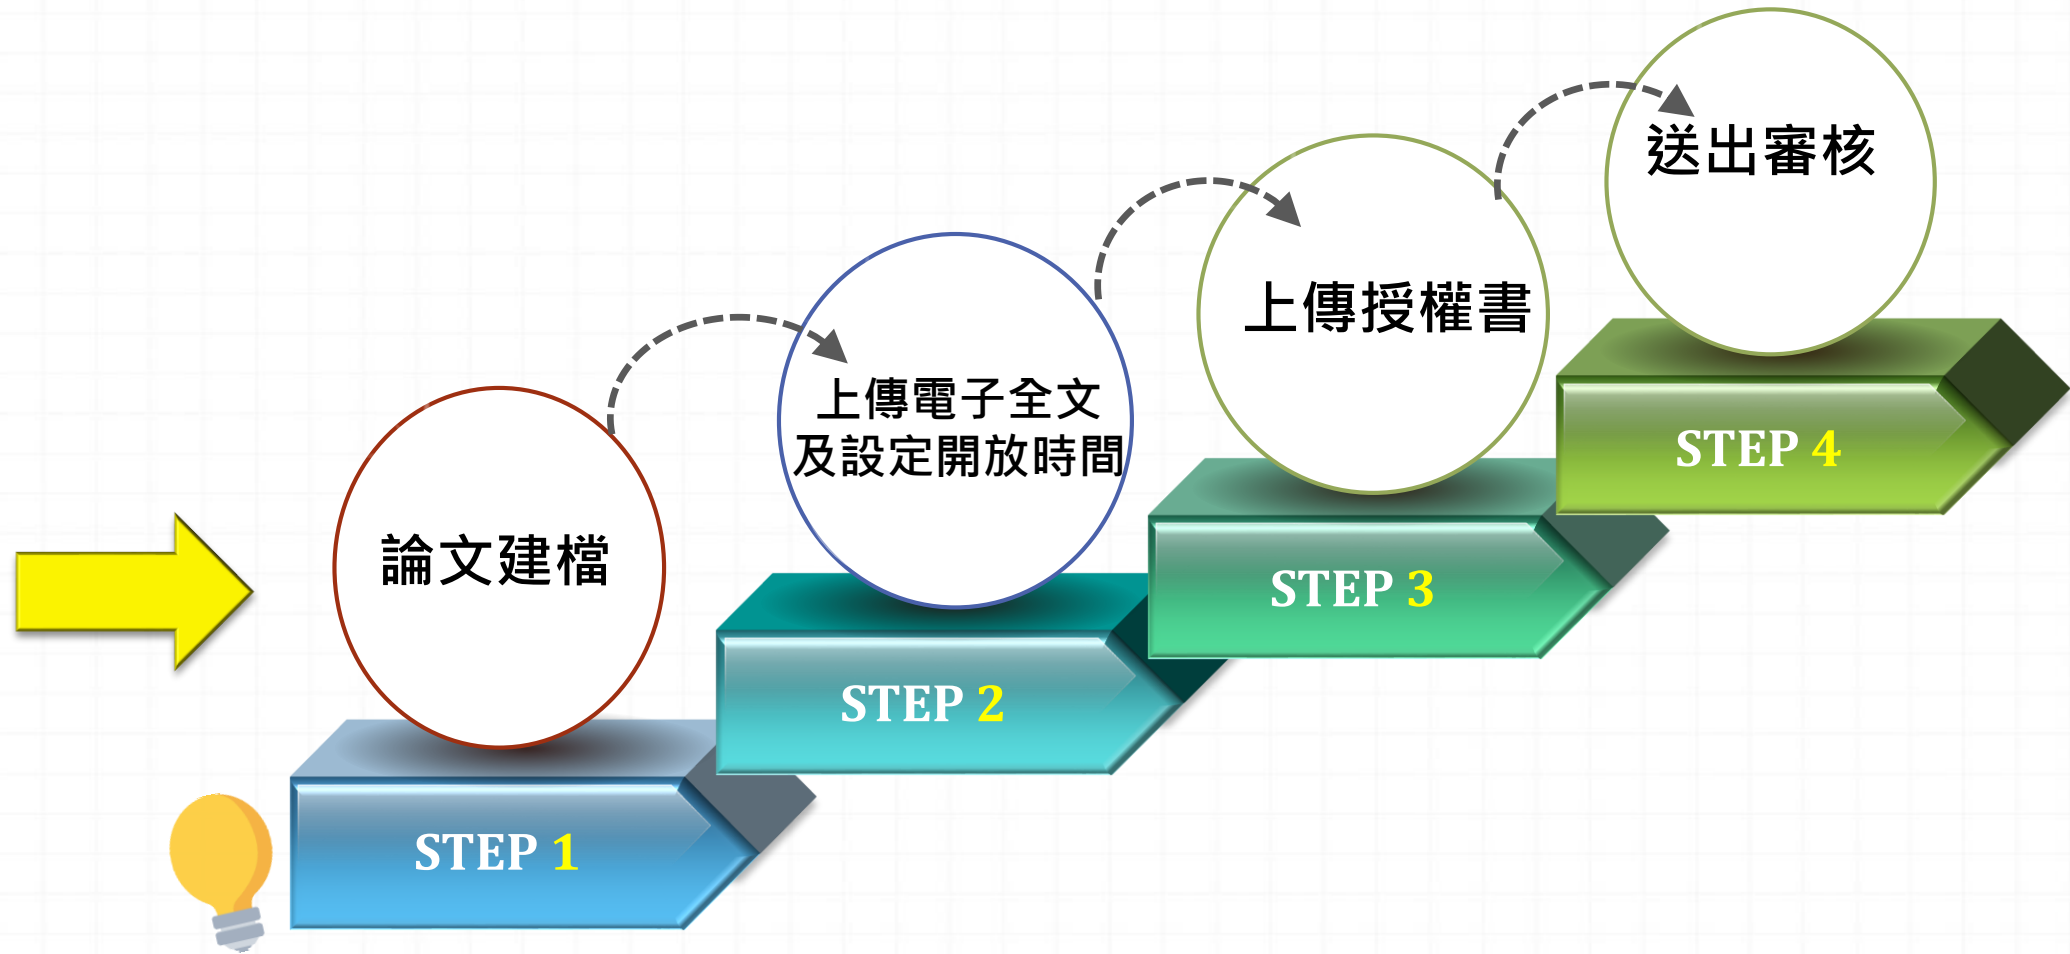 論文建檔
STEP 1
上傳電子全文
及設定開放時間
STEP 2
上傳授權書
STEP 3
送出審核
STEP 4